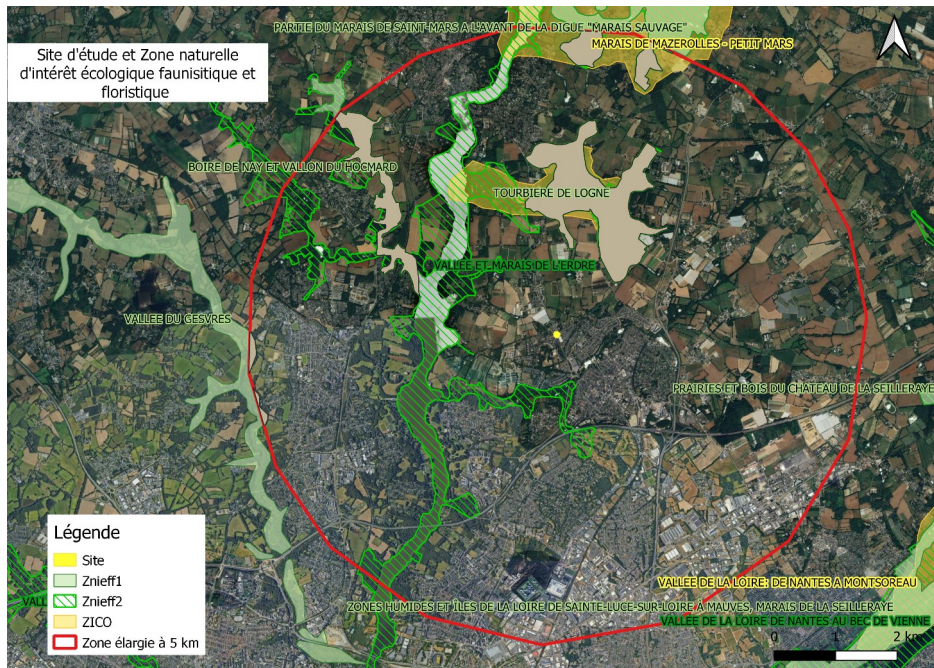 PARTIE DU MARAIS DE SAINT-MARS A L'AVANT DE LA DIGUE "MARAIS SAUVAGE"
MARAIS DE MAZEROLLES - PETIT MARS
Site d'étude et Zone naturelle
d'intérêt écologique faunisitique et
floristique
BOIRE DE NAY ET VALLON DU HOCMARD
TOURBIERE DE LOGNE
VALLEE ET MARAIS DE L'ERDRE
VALLEE DU GESVRES
PRAIRIES ET BOIS DU CHATEAU DE LA SEILLERAYE
Légende
Site
Znieff1
Znieff2
ZICO
Zone élargie à 5 km
VALL
VALLEE DE LA LOIRE: DE NANTES A MONTSOREAU
ZONES HUMIDES ET ÎLES DE LA LOIRE DE SAINTE-LUCE-SUR-LOIRE A MAUVES, MARAIS DE LA SEILLERAYE
VALLEE DE LA LOIRE DE NANTES AU BEC DE VIENNE
0 1 2 km